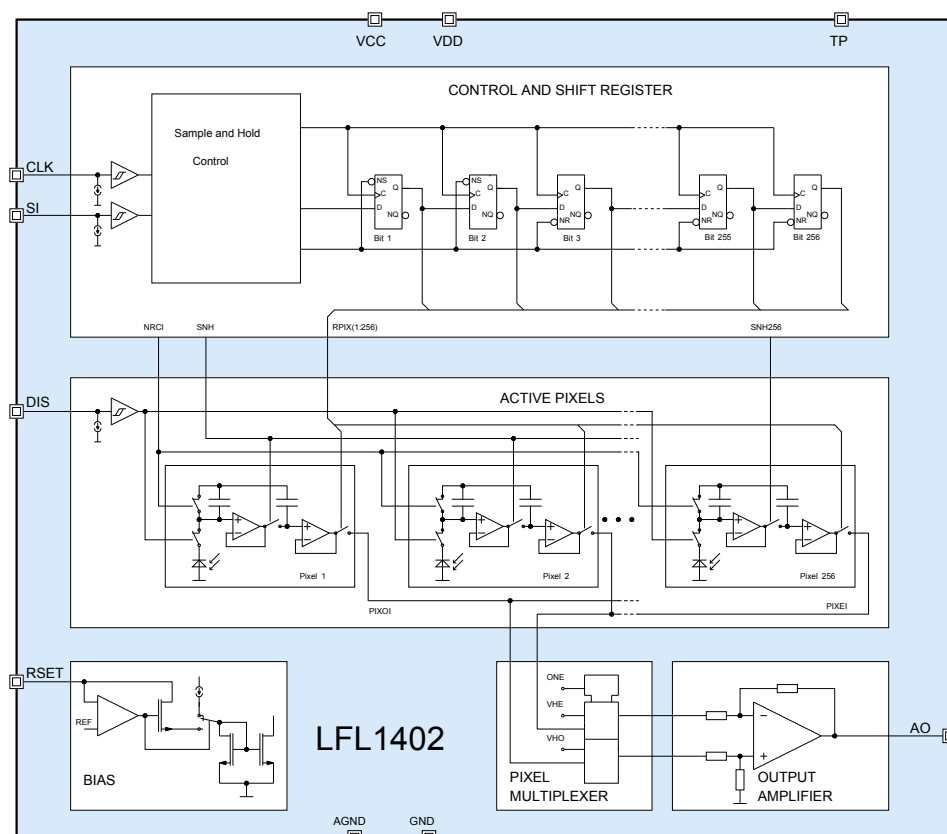 VCC
VDD
TP
CONTROL AND SHIFT REGISTER
Sample and Hold
Control
CLK
SI
NS
C
D
Q
NQ
Bit 1
NS
C
D
Q
NQ
Bit 2
C
D
NR
Q
NQ
Bit 3
C
D
NR
Q
NQ
Bit 255
C
D
NR
Q
NQ
Bit 256
NRCI
SNH
RPIX(1:256)
SNH256
DIS
ACTIVE PIXELS
Pixel 1
Pixel 2
Pixel 256
PIXOI
PIXEI
RSET
REF
BIAS
LFL1402
ONE
VHE
VHO
PIXEL
MULTIPLEXER
OUTPUT
AMPLIFIER
AO
AGND
GND